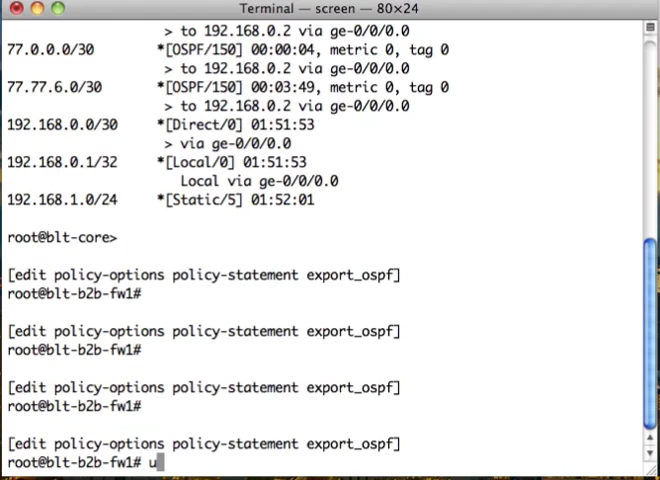 Terminal — screen — 80×24
> to 192.168.0.2 via ge-0/0/0.0
77.0.0.0/30 *[OSPF/150] 00:00:04, metric 0, tag 0
> to 192.168.0.2 via ge-0/0/0.0
77.77.6.0/30 *[OSPF/150] 00:03:49, metric 0, tag 0
> to 192.168.0.2 via ge-0/0/0.0
192.168.0.0/30 *[Direct/0] 01:51:53
> via ge-0/0/0.0
192.168.0.1/32 *[Local/0] 01:51:53
Local via ge-0/0/0.0
192.168.1.0/24 *[Static/5] 01:52:01
root@blt-core>
[edit policy-options policy-statement export_ospf]
root@blt-b2b-fw1#
[edit policy-options policy-statement export_ospf]
root@blt-b2b-fw1#
[edit policy-options policy-statement export_ospf]
root@blt-b2b-fw1#
[edit policy-options policy-statement export_ospf]
root@blt-b2b-fw1# u